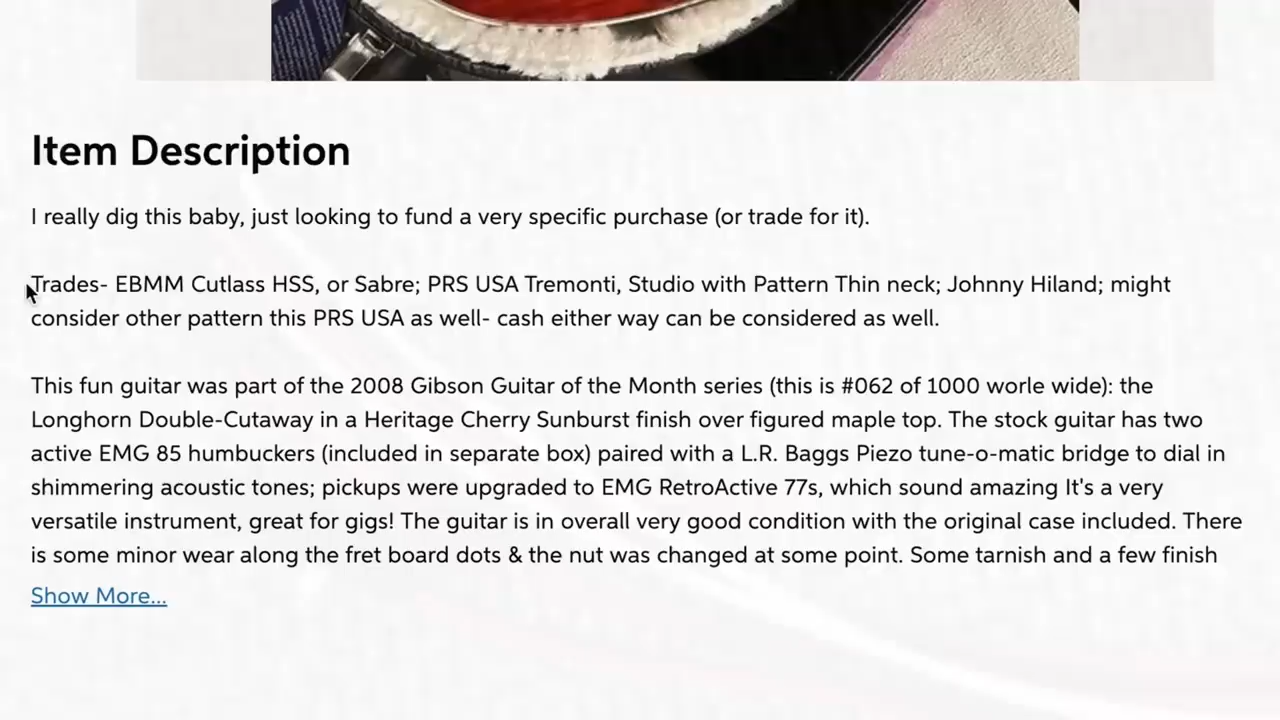 Item Description
I really dig this baby, just looking to fund a very specific purchase (or trade for it).
Trades- EBMM Cutlass HSS, or Sabre; PRS USA Tremonti, Studio with Pattern Thin neck; Johnny Hiland; might
consider other pattern this PRS USA as well- cash either way can be considered as well.
This fun guitar was part of the 2008 Gibson Guitar of the Month series (this is #062 of 1000 worle wide): the
Longhorn Double-Cutaway in a Heritage Cherry Sunburst finish over figured maple top. The stock guitar has two
active EMG 85 humbuckers (included in separate box) paired with a L.R. Baggs Piezo tune-o-matic bridge to dial in
shimmering acoustic tones; pickups were upgraded to EMG RetroActive 77s, which sound amazing It's a very
versatile instrument, great for gigs! The guitar is in overall very good condition with the original case included. There
is some minor wear along the fret board dots & the nut was changed at some point. Some tarnish and a few finish
Show More...